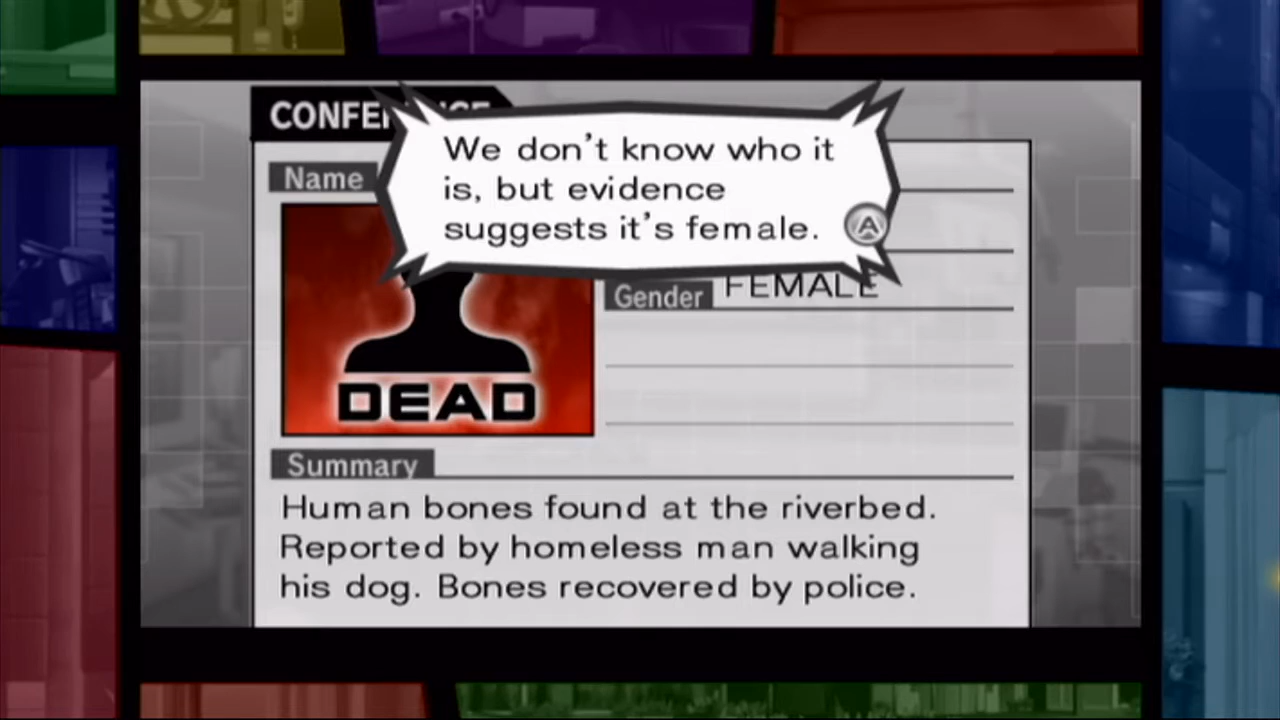 CONFE
We don't know who it
is, but evidence
suggests it's female.
A
Name
Gender
FEMALE
DEAD
Summary
Human bones found at the riverbed.
Reported by homeless man walking
his dog. Bones recovered by police.